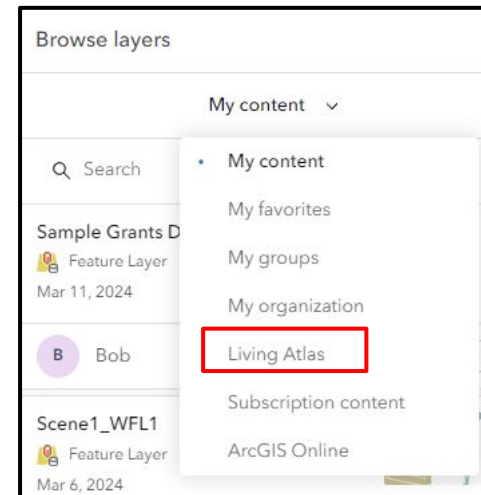 Browse layers
My content
Search
My content
My favorites
Sample Grants D
Feature Layer
My groups
Mar 11, 2024
My organization
B Bob
Living Atlas
Subscription content
Scene1_WFL1
Feature Layer
ArcGIS Online
Mar 6, 2024